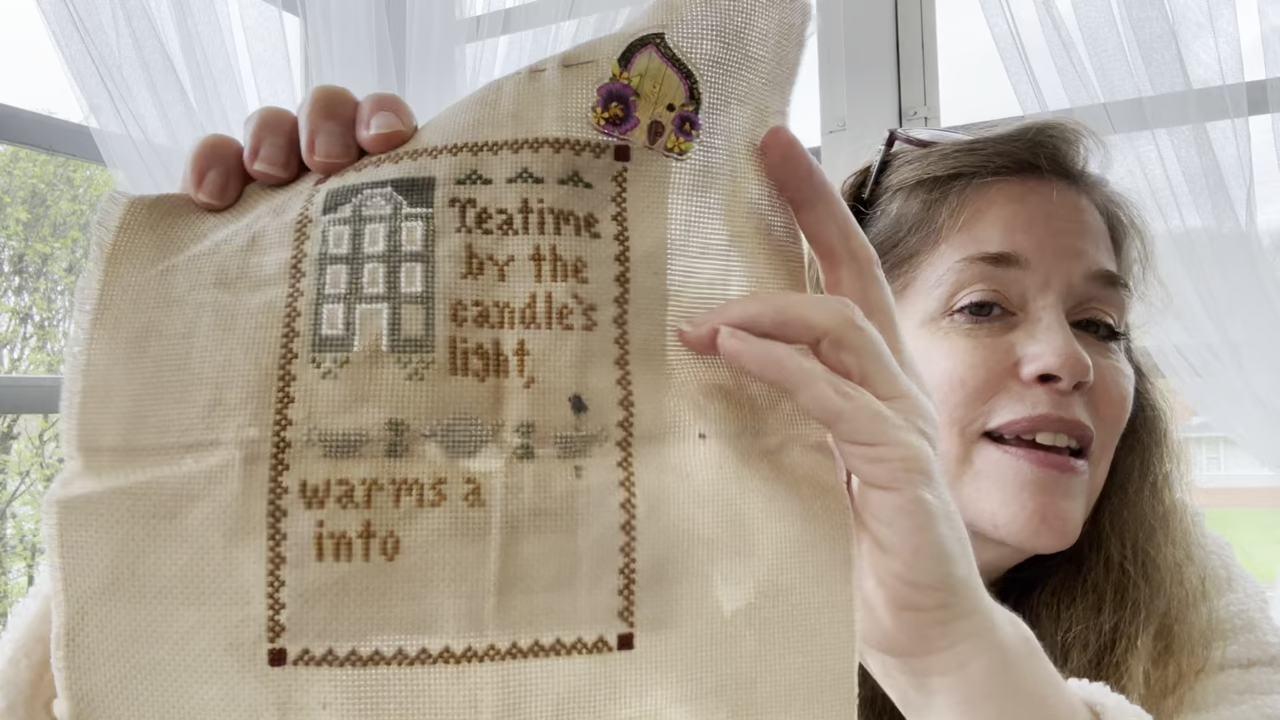 Teatime
by the
candle's
light,
warms a
into